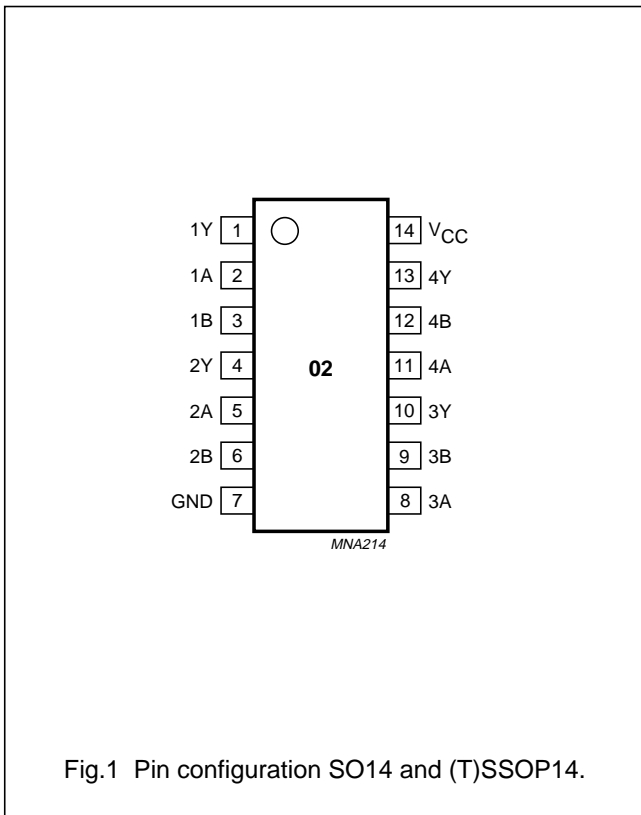 1Y 1 14 VCC
1A 2 13 4Y
1B 3 12 4B
2Y 4 02 11 4A
2A 5 10 3Y
2B 6 9 3B
GND 7 8 3A
MNA214
Fig.1 Pin configuration SO14 and (T)SSOP14.